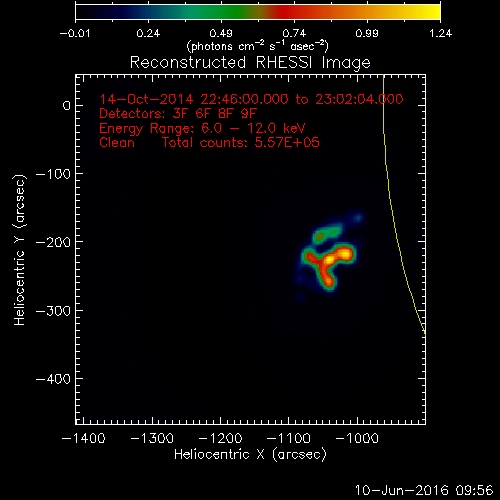 -0.01 0.24 0.49 0.74 0.99 1.24
(photons cm⁻² s⁻¹ asec⁻²)
Reconstructed RHESSI Image
14-Oct-2014 22:46:00.000 to 23:02:04.000
Detectors: 3F 6F 8F 9F
Energy Range: 6.0 - 12.0 keV
Clean Total counts: 5.57E+05
Heliocentric Y (arcsec)
0
-100
-200
-300
-400
-1400 -1300 -1200 -1100 -1000
Heliocentric X (arcsec)
10-Jun-2016 09:56